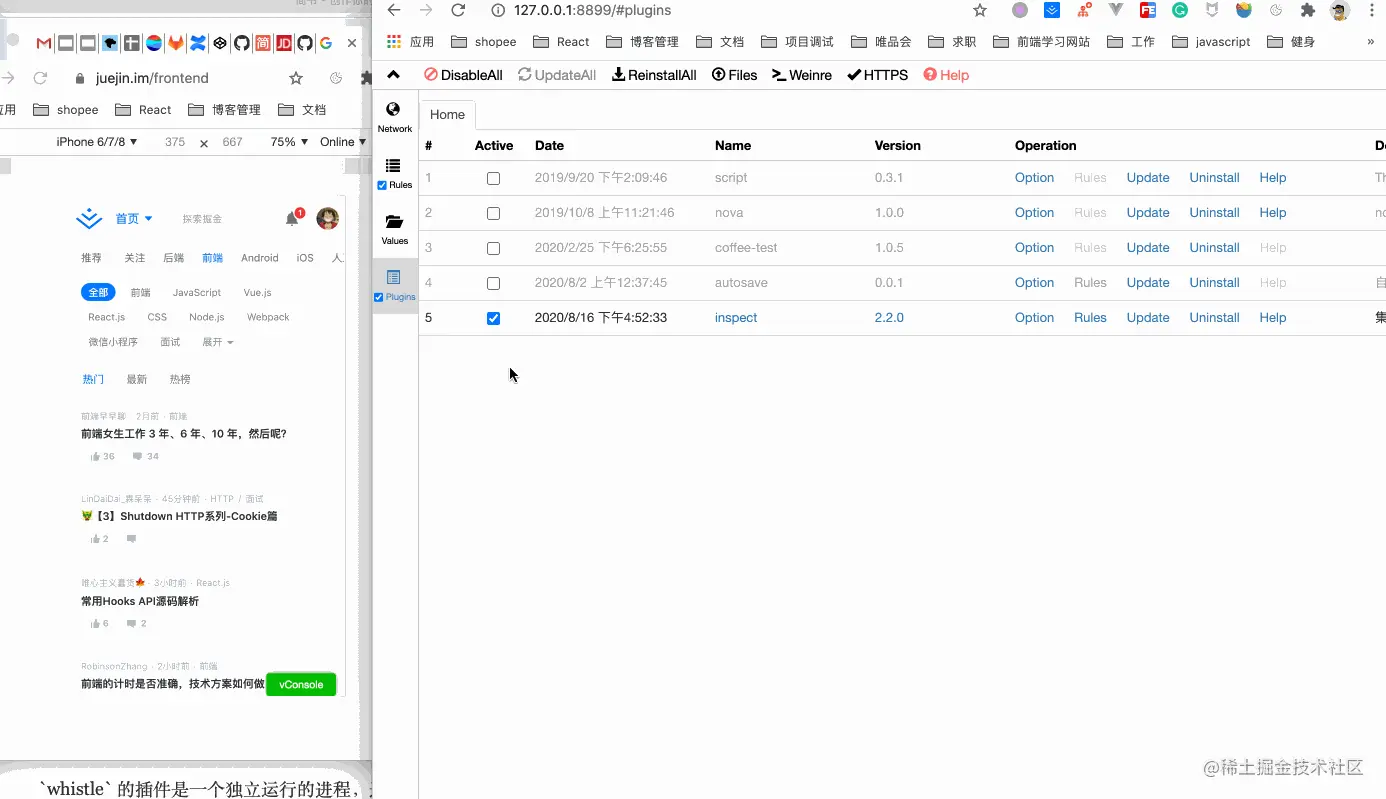 juejin.im/frontend
应用 shopee React 博客管理 文档
iPhone 6/7/8 ▼ 375 × 667 75% ▼ Online ▼
首页 探索掘金 1
推荐 关注 后端 前端 Android iOS
全部 前端 JavaScript Vue.js
React.js CSS Node.js Webpack
微信小程序 面试 展开
热门 最新 热榜
前端早早聊 · 2月前 · 前端
前端女生工作 3 年、6 年、10 年，然后呢？
36 34
LinDaiDai_霖呆呆 · 45分钟前 · HTTP / 面试
【3】Shutdown HTTP系列-Cookie篇
2
3小时前 · React.js
常用Hooks API源码解析
6 2
RobinsonZhang · 2小时前 · 前端
前端的计时是否准确，技术方案如何做
vConsole
`whistle` 的插件是一个独立运行的进程，
127.0.0.1:8899/#plugins
应用 shopee React 博客管理 文档 项目调试 唯品会 求职 前端学习网站 工作 javascript 健身 »
DisableAll UpdateAll ReinstallAll Files Weinre HTTPS Help
Network
Rules
Values
Plugins
Home
# Active Date Name Version Operation
1 2019/9/20 下午2:09:46 script 0.3.1 Option Rules Update Uninstall Help
2 2019/10/8 上午11:21:46 nova 1.0.0 Option Rules Update Uninstall Help
3 2020/2/25 下午6:25:55 coffee-test 1.0.5 Option Rules Update Uninstall Help
4 2020/8/2 上午12:37:45 autosave 0.0.1 Option Rules Update Uninstall Help 自
5 2020/8/16 下午4:52:33 inspect 2.2.0 Option Rules Update Uninstall Help 集
@稀土掘金技术社区